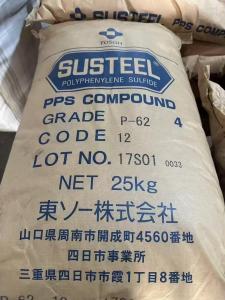 TOSOH
SUSTEEL
POLYPHENYLENE SULFIDE
PPS COMPOUND
GRADE P-62 4
CODE 12
LOT NO. 17S01 0033
NET 25kg
東ソー株式会社
山口県周南市開成町4560番地
四日市事業所
三重県四日市市霞1丁目8番地